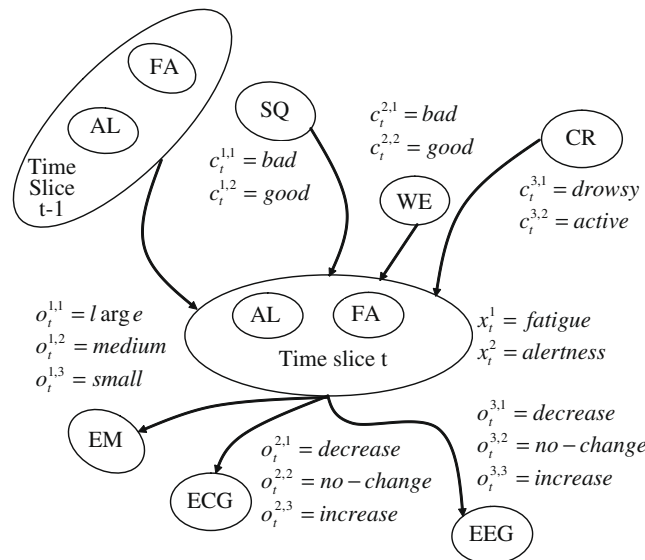 FA
AL
Time
Slice
t-1
SQ
c_t^{1,1} = bad
c_t^{1,2} = good
c_t^{2,1} = bad
c_t^{2,2} = good
WE
CR
c_t^{3,1} = drowsy
c_t^{3,2} = active
o_t^{1,1} = l arg e
o_t^{1,2} = medium
o_t^{1,3} = small
AL
FA
Time slice t
x_t^1 = fatigue
x_t^2 = alertness
EM
ECG
o_t^{2,1} = decrease
o_t^{2,2} = no – change
o_t^{2,3} = increase
o_t^{3,1} = decrease
o_t^{3,2} = no – change
o_t^{3,3} = increase
EEG